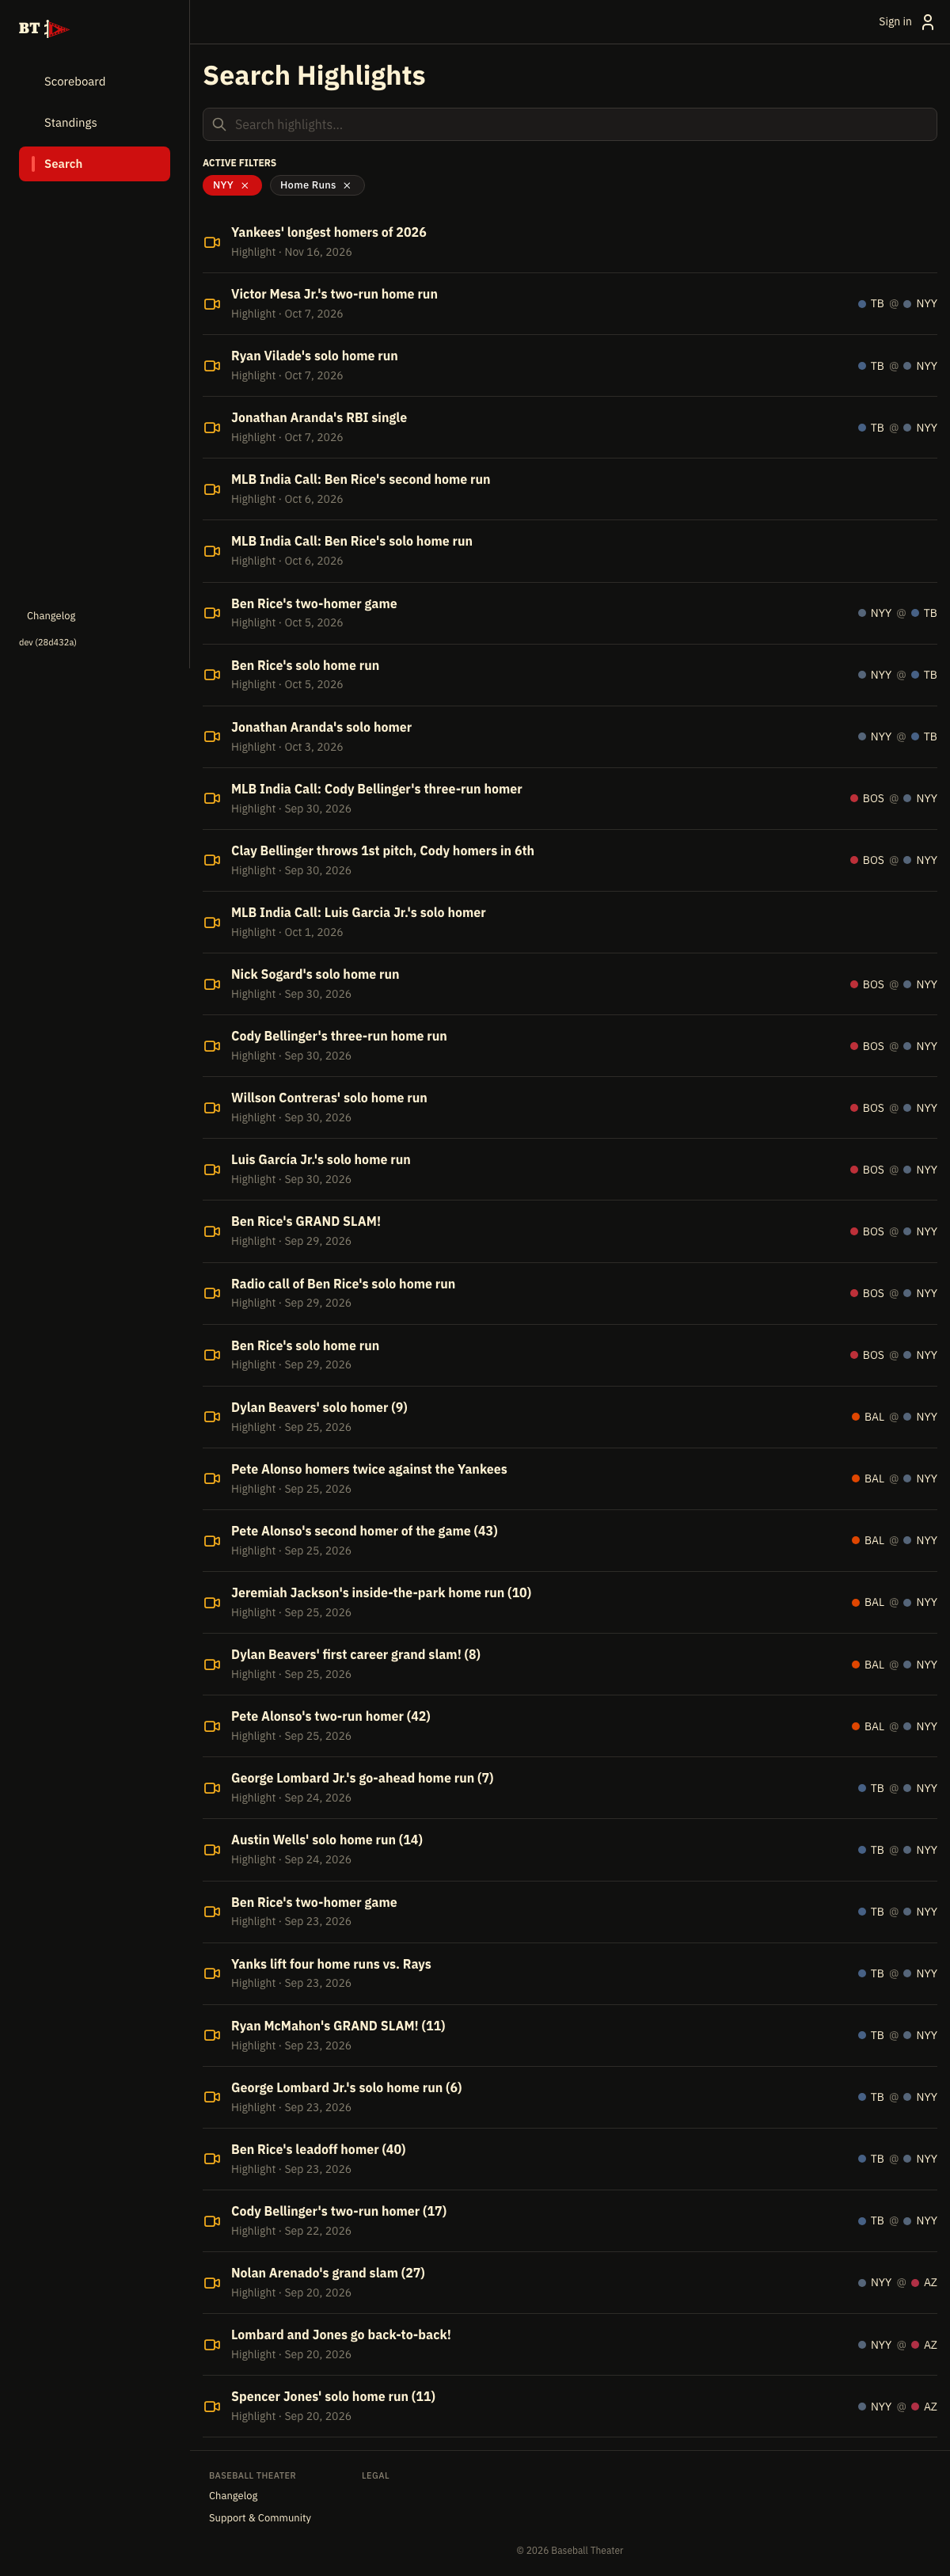 BT
Sign in
Scoreboard
Standings
Search
Changelog
dev (28d432a)
Search Highlights
Search highlights...
ACTIVE FILTERS
NYY ×
Home Runs ×
Yankees' longest homers of 2026
Highlight · Nov 16, 2026
Victor Mesa Jr.'s two-run home run
Highlight · Oct 7, 2026
TB @ NYY
Ryan Vilade's solo home run
Highlight · Oct 7, 2026
TB @ NYY
Jonathan Aranda's RBI single
Highlight · Oct 7, 2026
TB @ NYY
MLB India Call: Ben Rice's second home run
Highlight · Oct 6, 2026
MLB India Call: Ben Rice's solo home run
Highlight · Oct 6, 2026
Ben Rice's two-homer game
Highlight · Oct 5, 2026
NYY @ TB
Ben Rice's solo home run
Highlight · Oct 5, 2026
NYY @ TB
Jonathan Aranda's solo homer
Highlight · Oct 3, 2026
NYY @ TB
MLB India Call: Cody Bellinger's three-run homer
Highlight · Sep 30, 2026
BOS @ NYY
Clay Bellinger throws 1st pitch, Cody homers in 6th
Highlight · Sep 30, 2026
BOS @ NYY
MLB India Call: Luis Garcia Jr.'s solo homer
Highlight · Oct 1, 2026
Nick Sogard's solo home run
Highlight · Sep 30, 2026
BOS @ NYY
Cody Bellinger's three-run home run
Highlight · Sep 30, 2026
BOS @ NYY
Willson Contreras' solo home run
Highlight · Sep 30, 2026
BOS @ NYY
Luis García Jr.'s solo home run
Highlight · Sep 30, 2026
BOS @ NYY
Ben Rice's GRAND SLAM!
Highlight · Sep 29, 2026
BOS @ NYY
Radio call of Ben Rice's solo home run
Highlight · Sep 29, 2026
BOS @ NYY
Ben Rice's solo home run
Highlight · Sep 29, 2026
BOS @ NYY
Dylan Beavers' solo homer (9)
Highlight · Sep 25, 2026
BAL @ NYY
Pete Alonso homers twice against the Yankees
Highlight · Sep 25, 2026
BAL @ NYY
Pete Alonso's second homer of the game (43)
Highlight · Sep 25, 2026
BAL @ NYY
Jeremiah Jackson's inside-the-park home run (10)
Highlight · Sep 25, 2026
BAL @ NYY
Dylan Beavers' first career grand slam! (8)
Highlight · Sep 25, 2026
BAL @ NYY
Pete Alonso's two-run homer (42)
Highlight · Sep 25, 2026
BAL @ NYY
George Lombard Jr.'s go-ahead home run (7)
Highlight · Sep 24, 2026
TB @ NYY
Austin Wells' solo home run (14)
Highlight · Sep 24, 2026
TB @ NYY
Ben Rice's two-homer game
Highlight · Sep 23, 2026
TB @ NYY
Yanks lift four home runs vs. Rays
Highlight · Sep 23, 2026
TB @ NYY
Ryan McMahon's GRAND SLAM! (11)
Highlight · Sep 23, 2026
TB @ NYY
George Lombard Jr.'s solo home run (6)
Highlight · Sep 23, 2026
TB @ NYY
Ben Rice's leadoff homer (40)
Highlight · Sep 23, 2026
TB @ NYY
Cody Bellinger's two-run homer (17)
Highlight · Sep 22, 2026
TB @ NYY
Nolan Arenado's grand slam (27)
Highlight · Sep 20, 2026
NYY @ AZ
Lombard and Jones go back-to-back!
Highlight · Sep 20, 2026
NYY @ AZ
Spencer Jones' solo home run (11)
Highlight · Sep 20, 2026
NYY @ AZ
BASEBALL THEATER
Changelog
Support & Community
LEGAL
© 2026 Baseball Theater